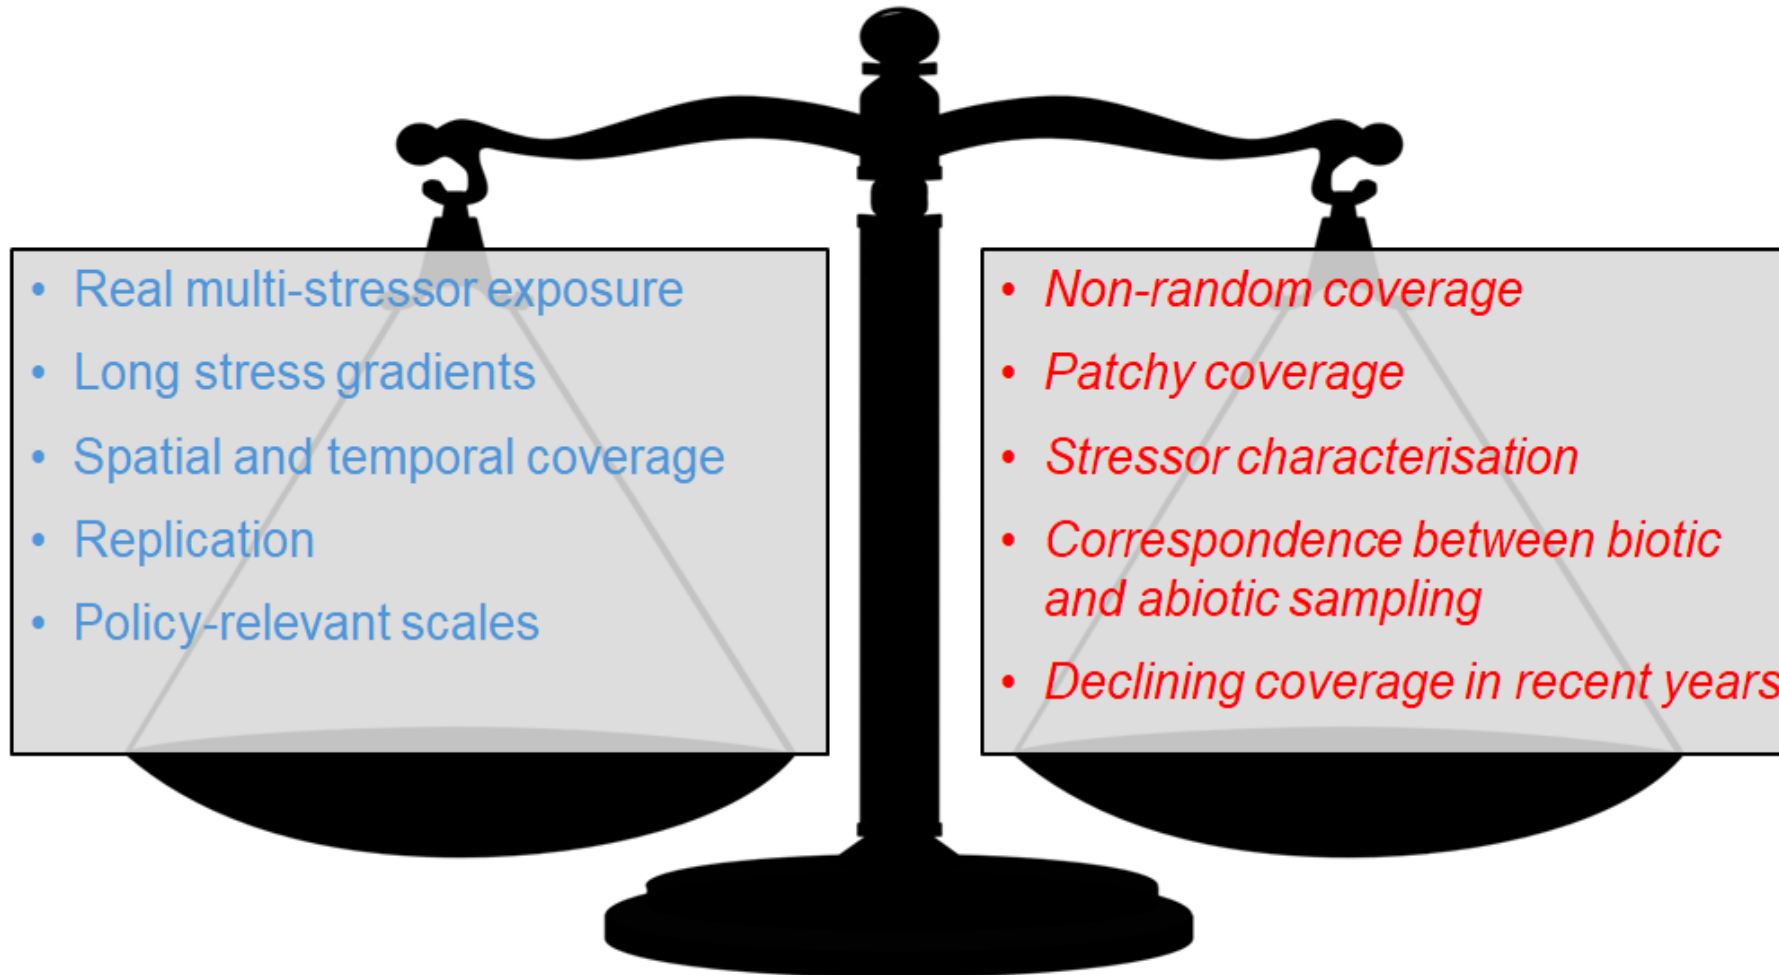 • Real multi-stressor exposure
• Long stress gradients
• Spatial and temporal coverage
• Replication
• Policy-relevant scales
• Non-random coverage
• Patchy coverage
• Stressor characterisation
• Correspondence between biotic
and abiotic sampling
• Declining coverage in recent years